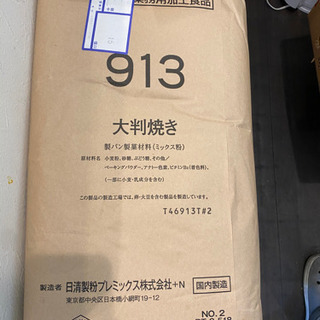 業務用加工食品
913
大判焼き
製パン製菓材料(ミックス粉)
原材料名/小麦粉、砂糖、ぶどう糖、その他/
ベーキングパウダー、アナトー色素、ビタミンB₂(着色料)、
(一部に小麦・乳成分を含む)
この製品の製造工場では、卵・大豆を含む製品を製造しています。
T46913T#2
製造者 日清製粉プレミックス株式会社+N 国内製造
東京都中央区日本橋小網町19-12
NO.2